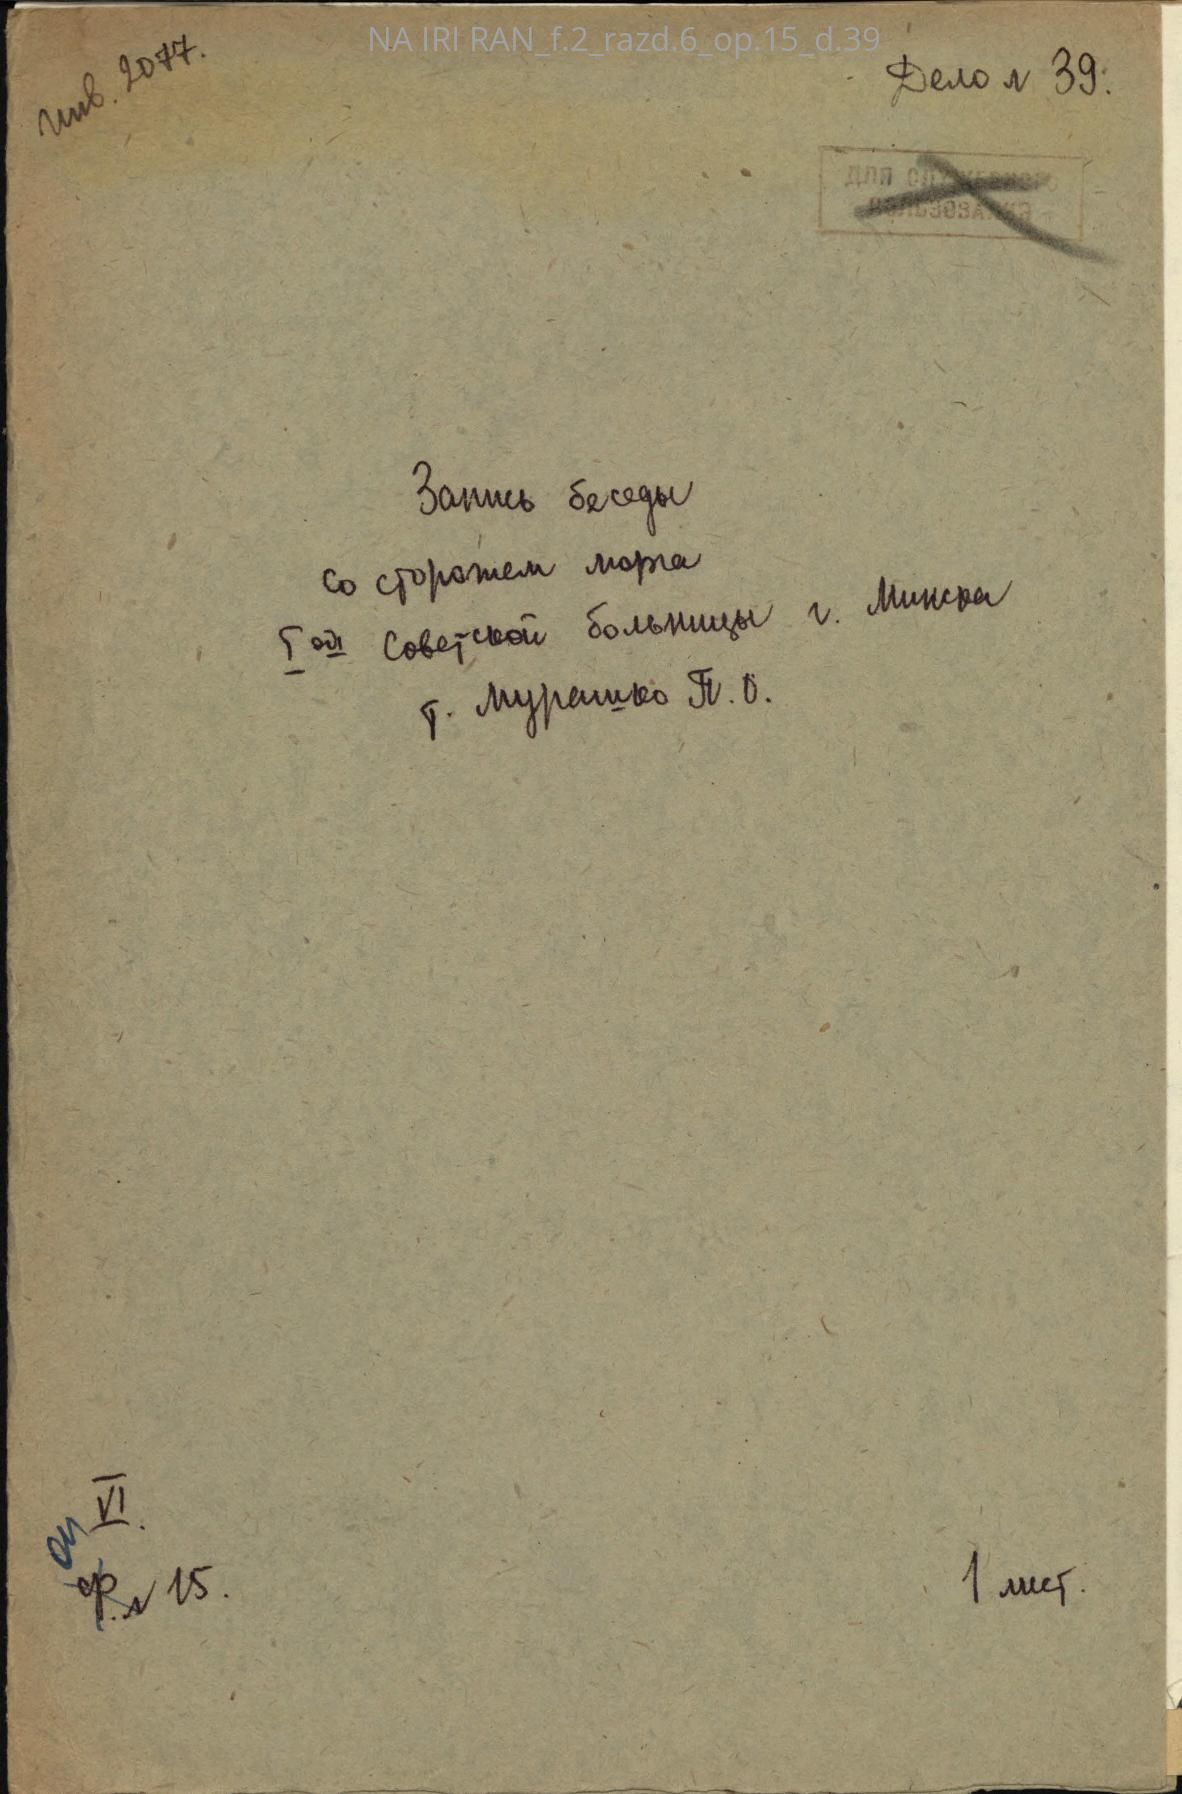 NA IRI RAN_f.2_razd.6_op.15_d.39
инв. 2077.
Дело № 39.
ДЛЯ СЛУЖЕБНОГО
ПОЛЬЗОВАНИЯ
Запись беседы
со сторожем морга
I ой Советской больницы г. Минска
т. Мурашко П. О.
VI.
оп
ф. № 15.
1 лист.